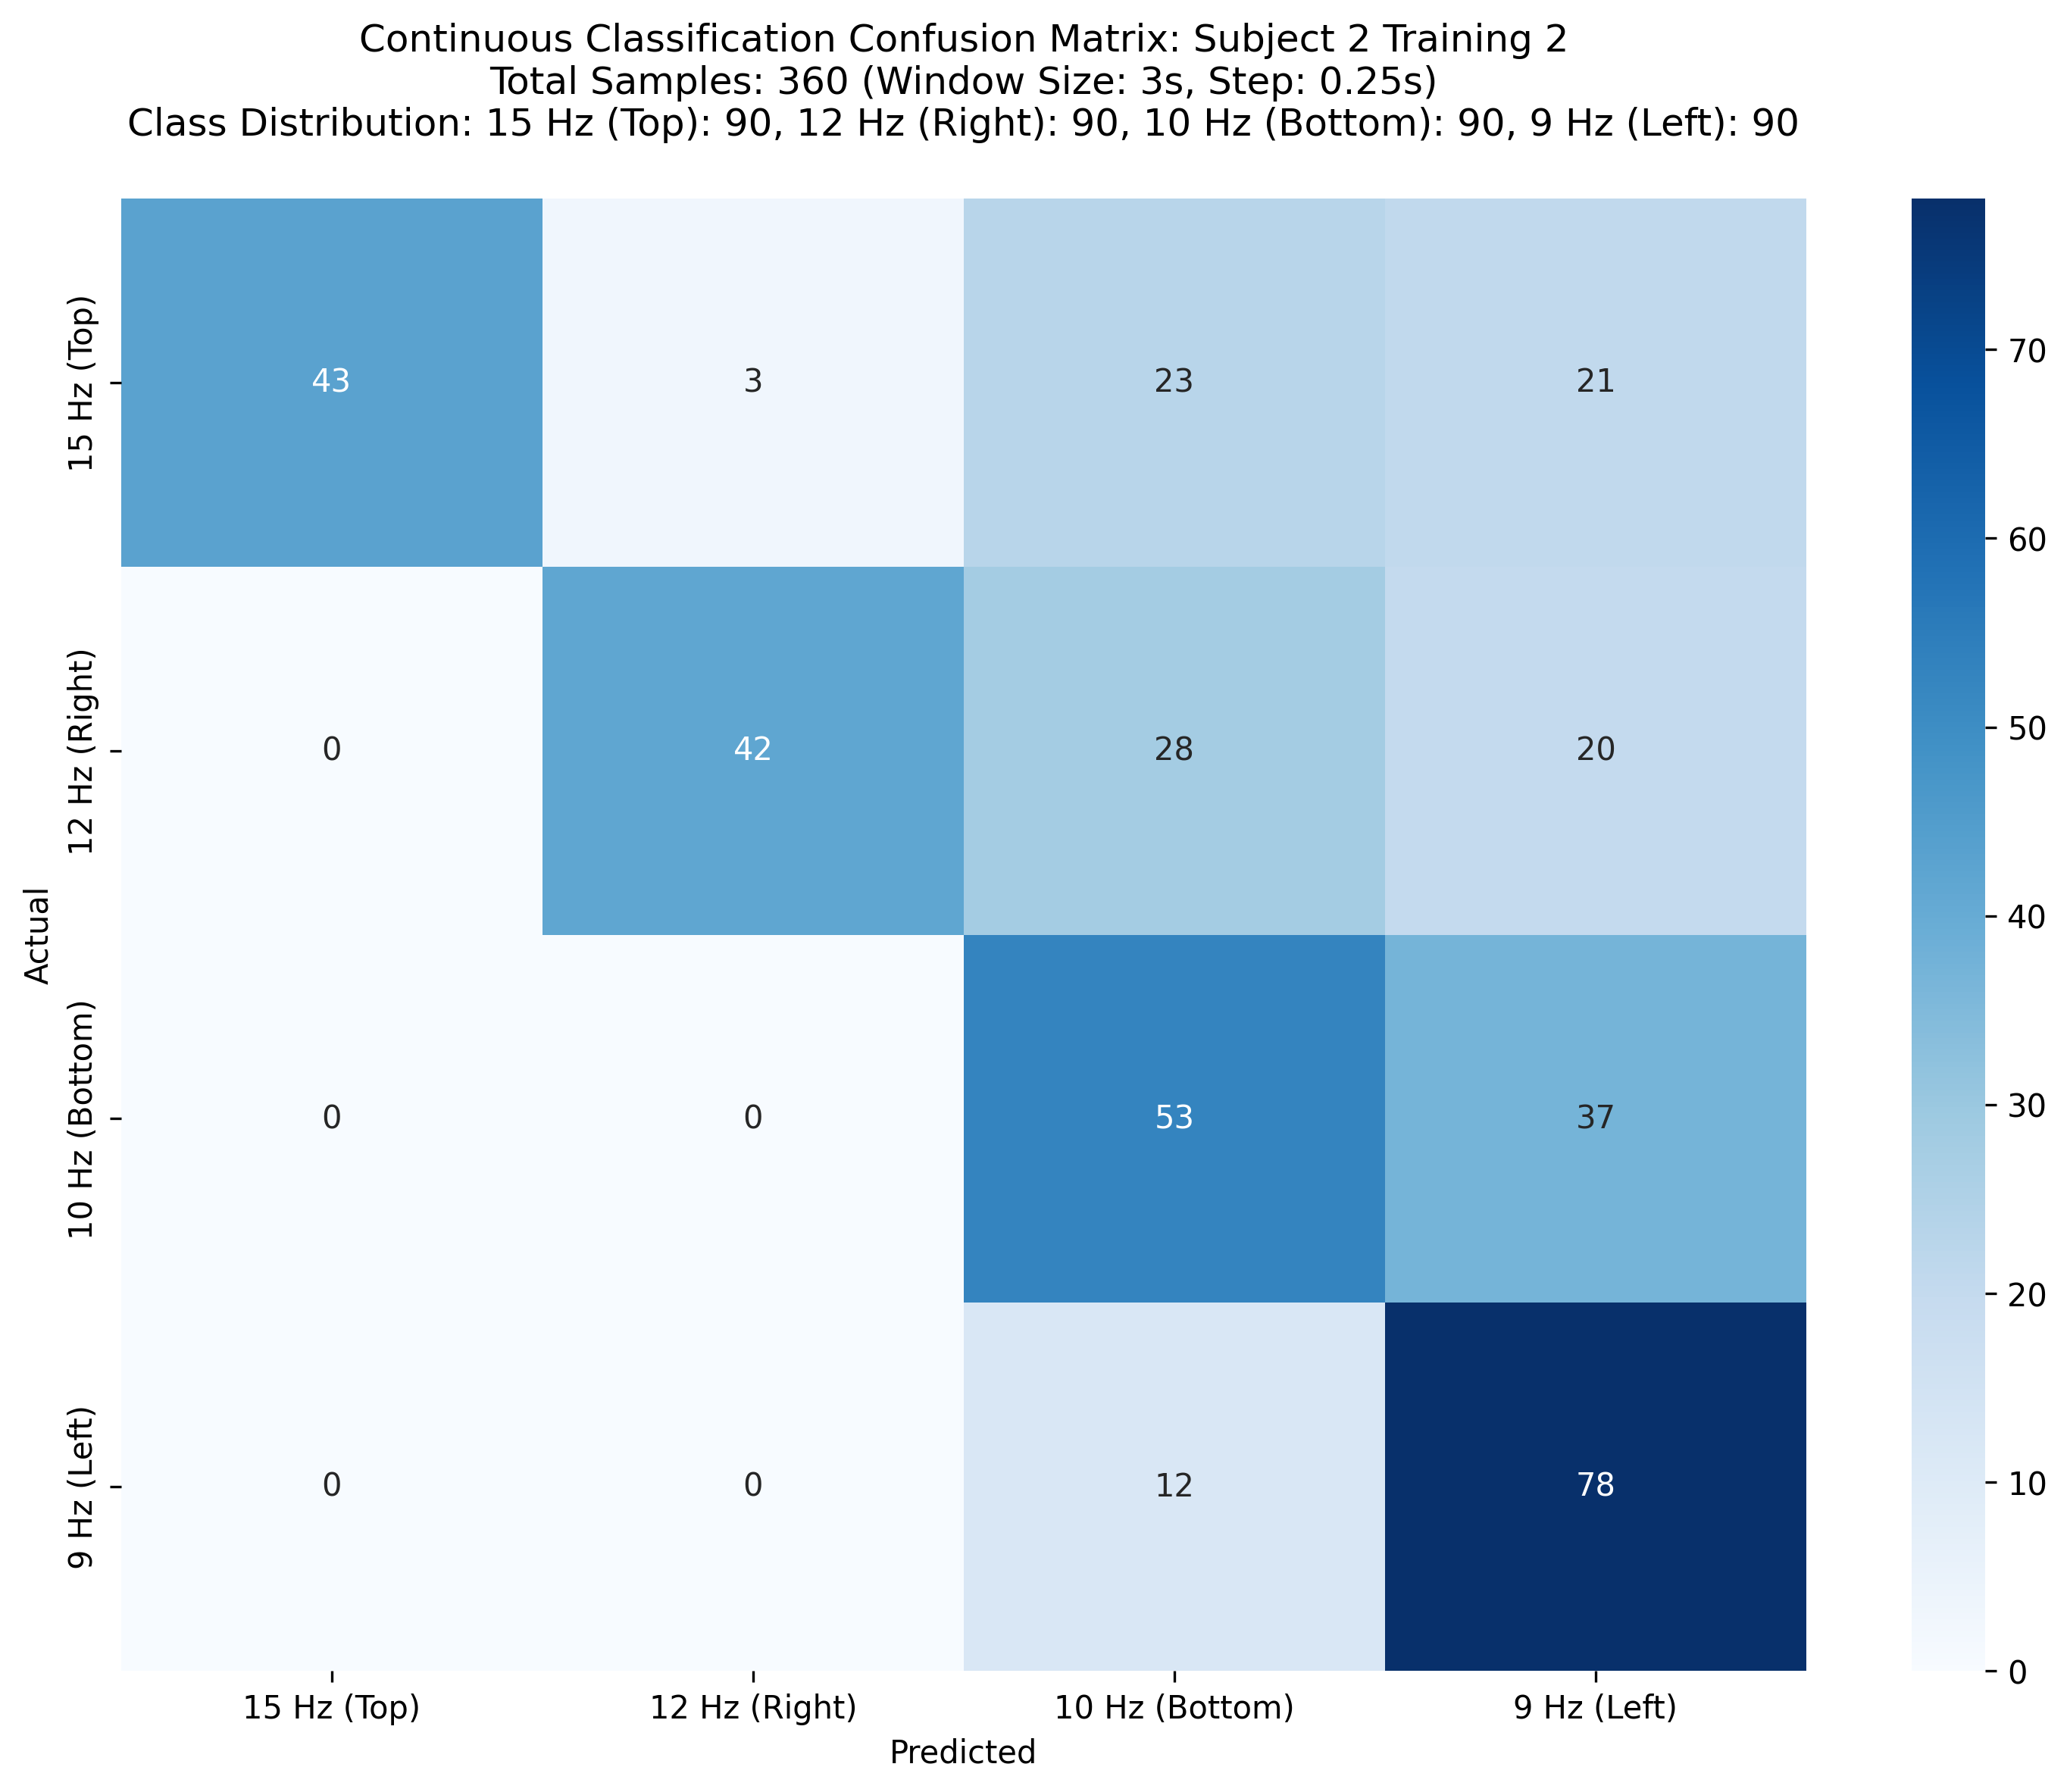 Continuous Classification Confusion Matrix: Subject 2 Training 2
Total Samples: 360 (Window Size: 3s, Step: 0.25s)
Class Distribution: 15 Hz (Top): 90, 12 Hz (Right): 90, 10 Hz (Bottom): 90, 9 Hz (Left): 90
Actual
15 Hz (Top)
43
3
23
21
12 Hz (Right)
0
42
28
20
10 Hz (Bottom)
0
0
53
37
9 Hz (Left)
0
0
12
78
15 Hz (Top)
12 Hz (Right)
10 Hz (Bottom)
9 Hz (Left)
Predicted
70
60
50
40
30
20
10
0